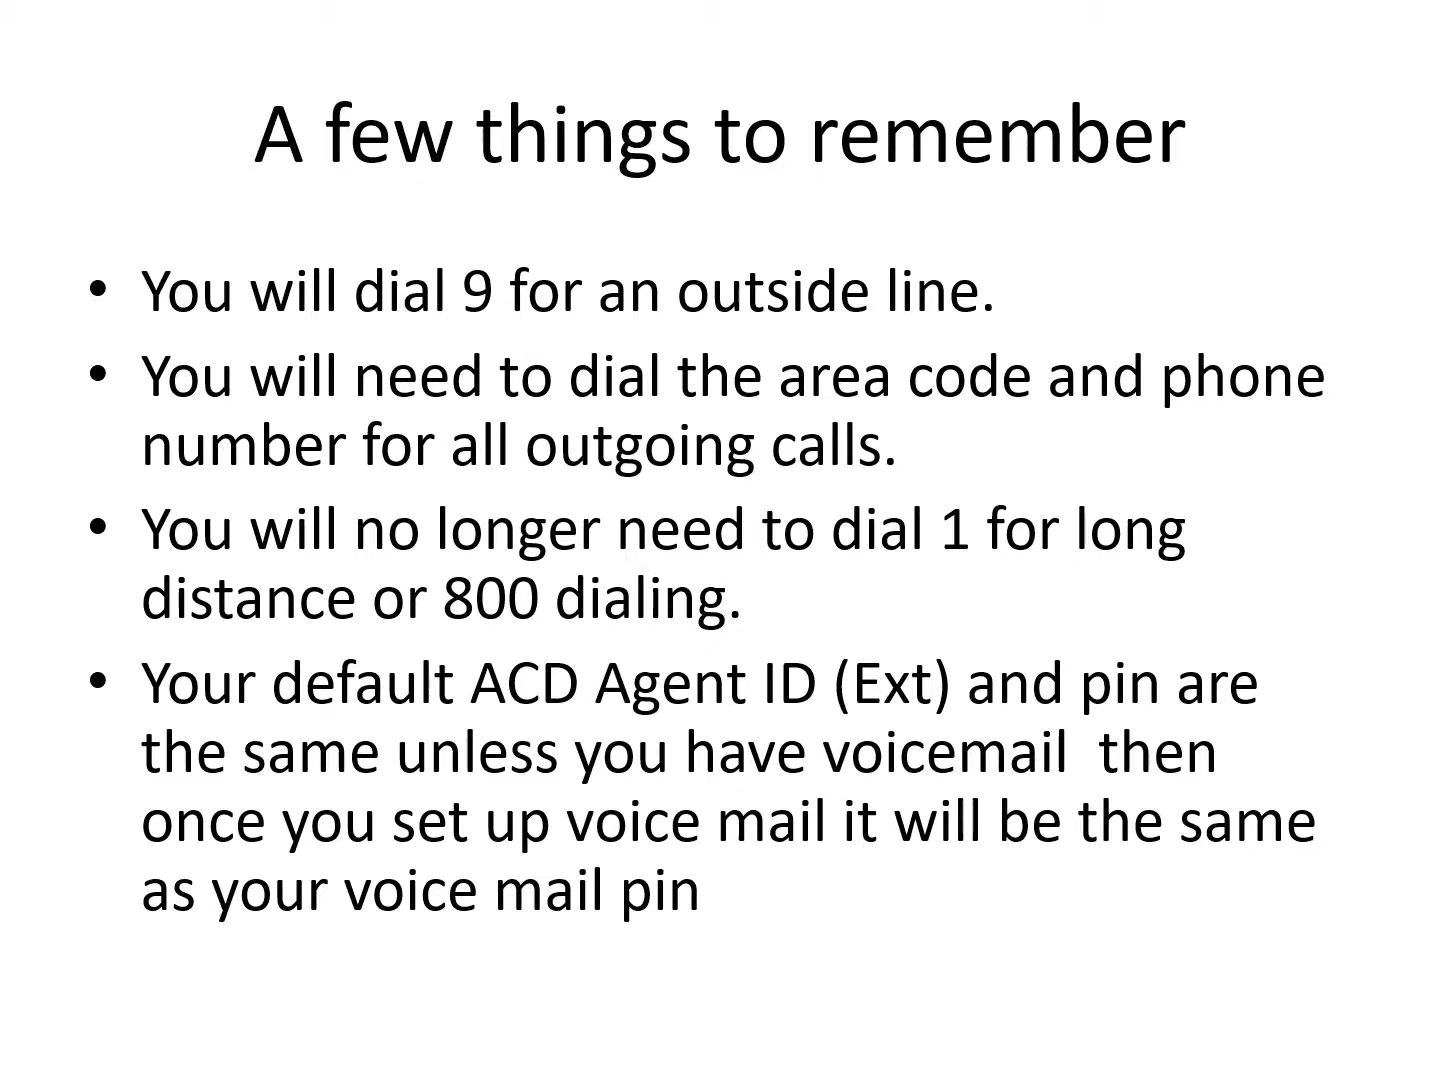 A few things to remember
• You will dial 9 for an outside line.
• You will need to dial the area code and phone
number for all outgoing calls.
• You will no longer need to dial 1 for long
distance or 800 dialing.
• Your default ACD Agent ID (Ext) and pin are
the same unless you have voicemail  then
once you set up voice mail it will be the same
as your voice mail pin